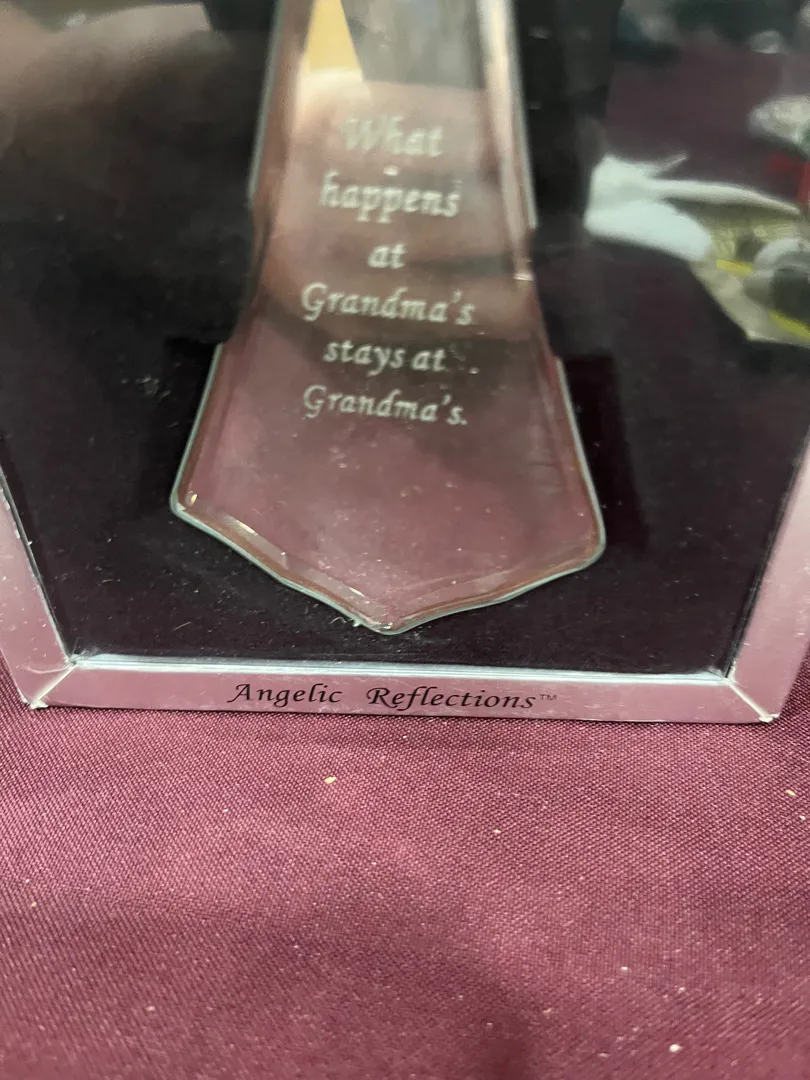 What
happens
at
Grandma's
stays at
Grandma's.
Angelic Reflections™